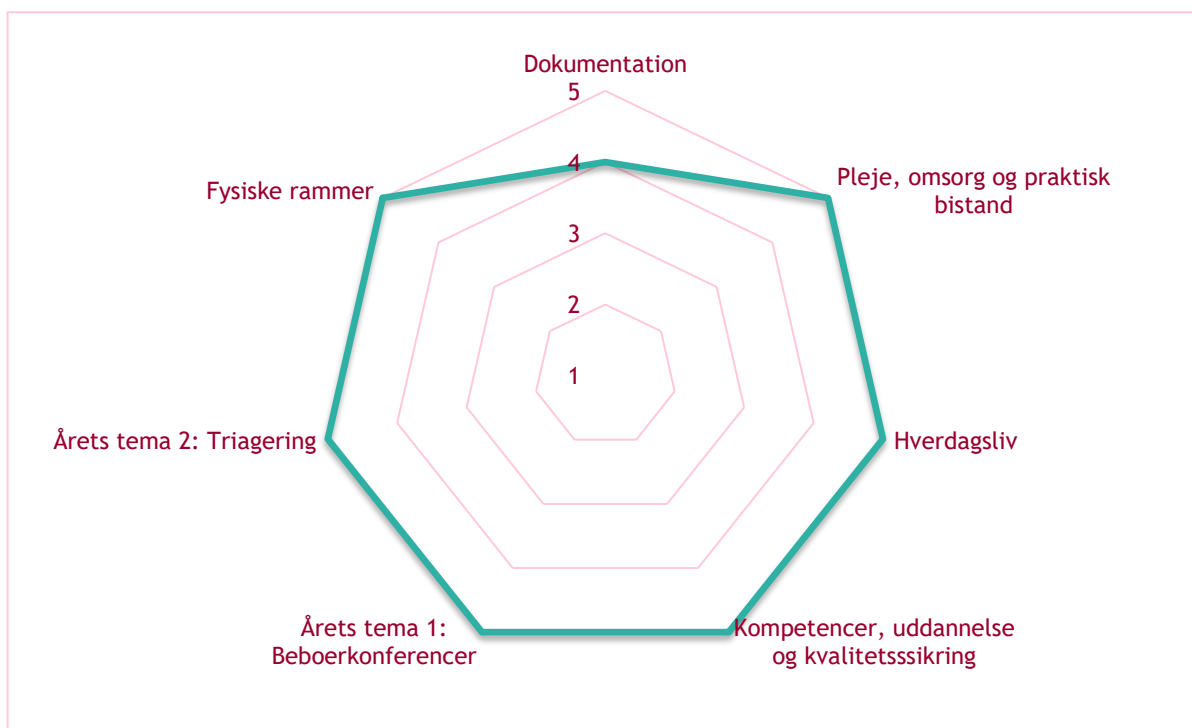 Dokumentation
5
4
3
2
1
Pleje, omsorg og praktisk
bistand
Hverdagsliv
Kompetencer, uddannelse
og kvalitetsssikring
Årets tema 1:
Beboerkonferencer
Årets tema 2: Triagering
Fysiske rammer